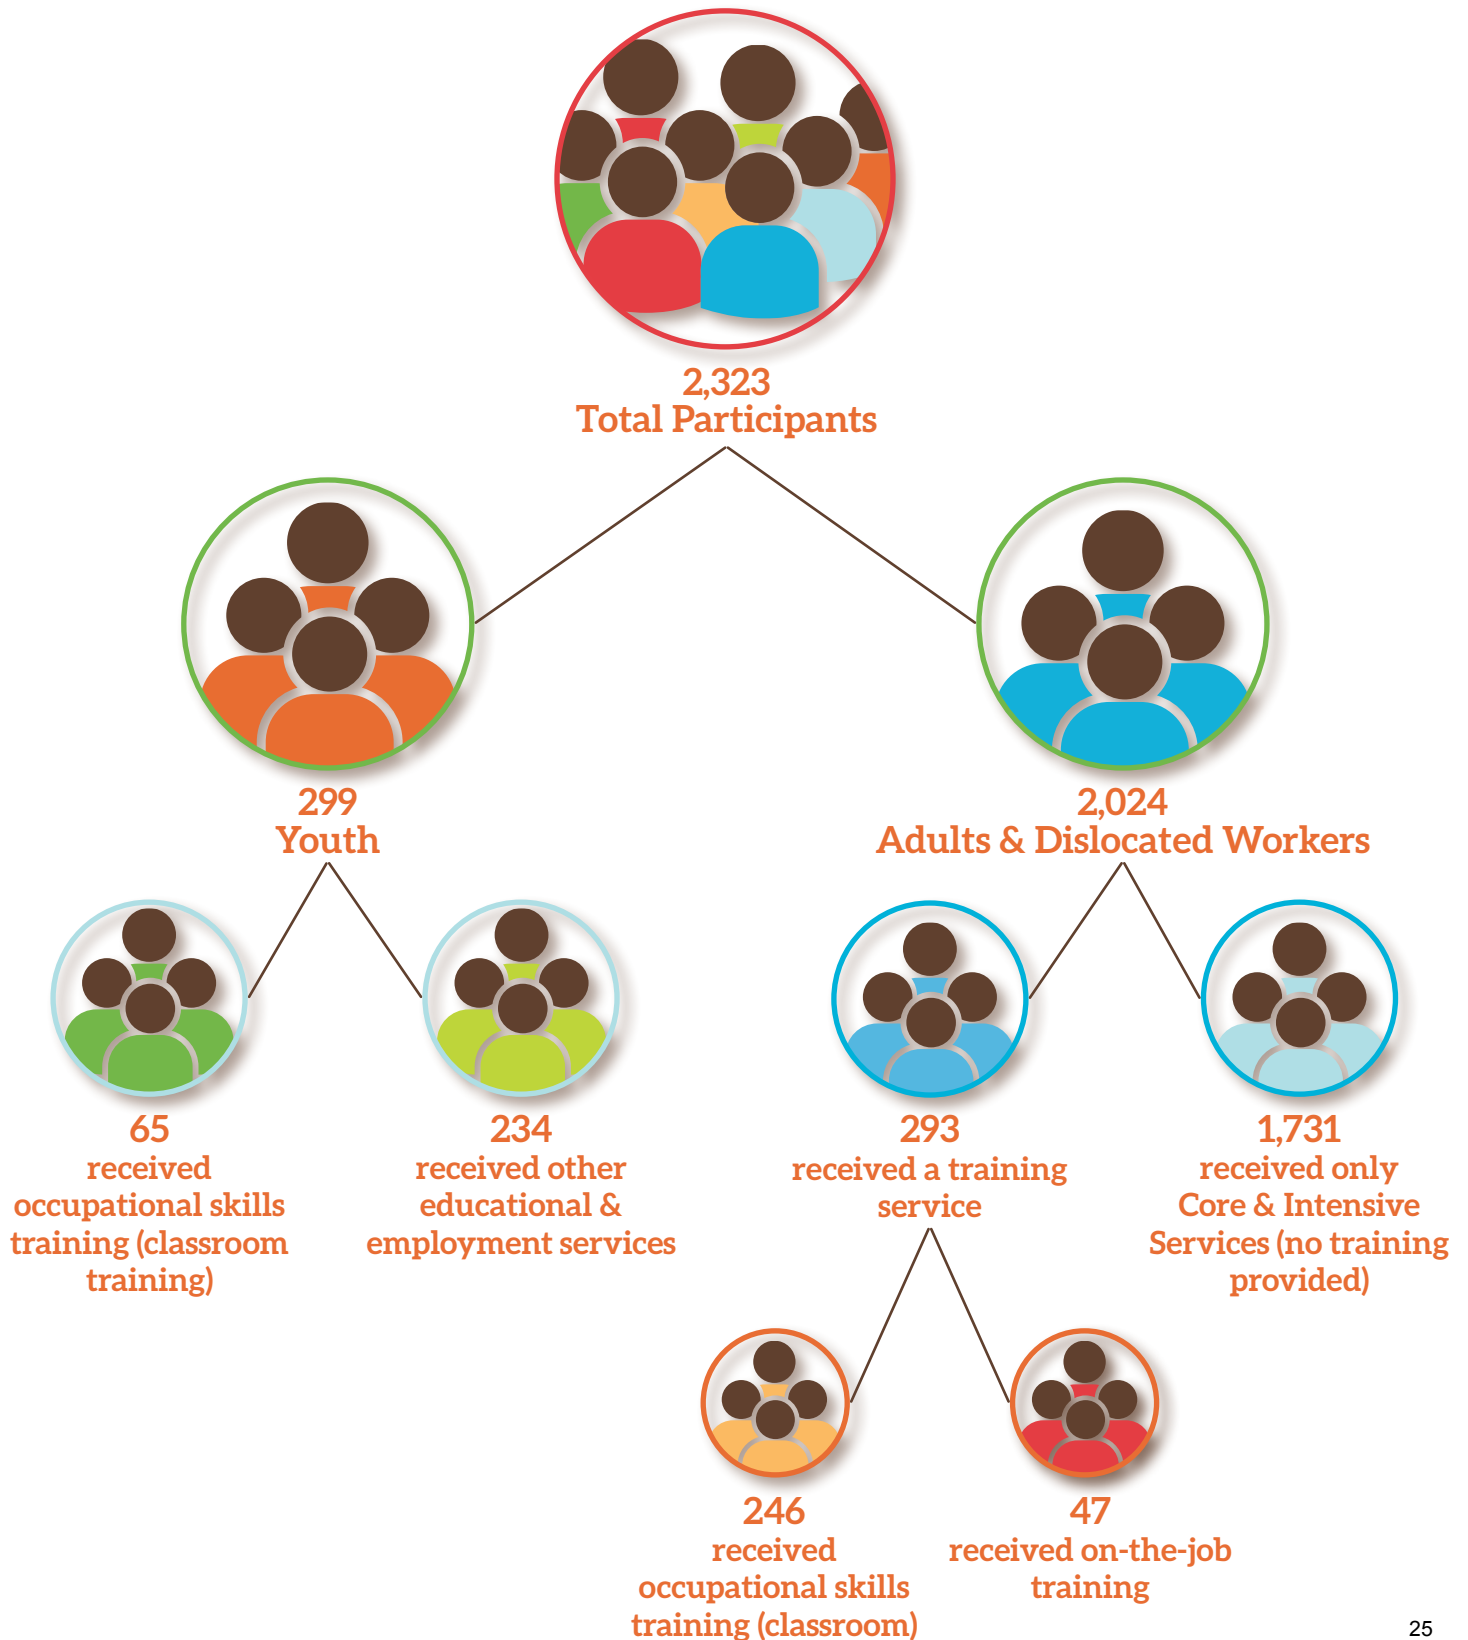 2,323
Total Participants
299
Youth
2,024
Adults & Dislocated Workers
65
received
occupational skills
training (classroom
training)
234
received other
educational &
employment services
293
received a training
service
1,731
received only
Core & Intensive
Services (no training
provided)
246
received
occupational skills
training (classroom)
47
received on-the-job
training
25